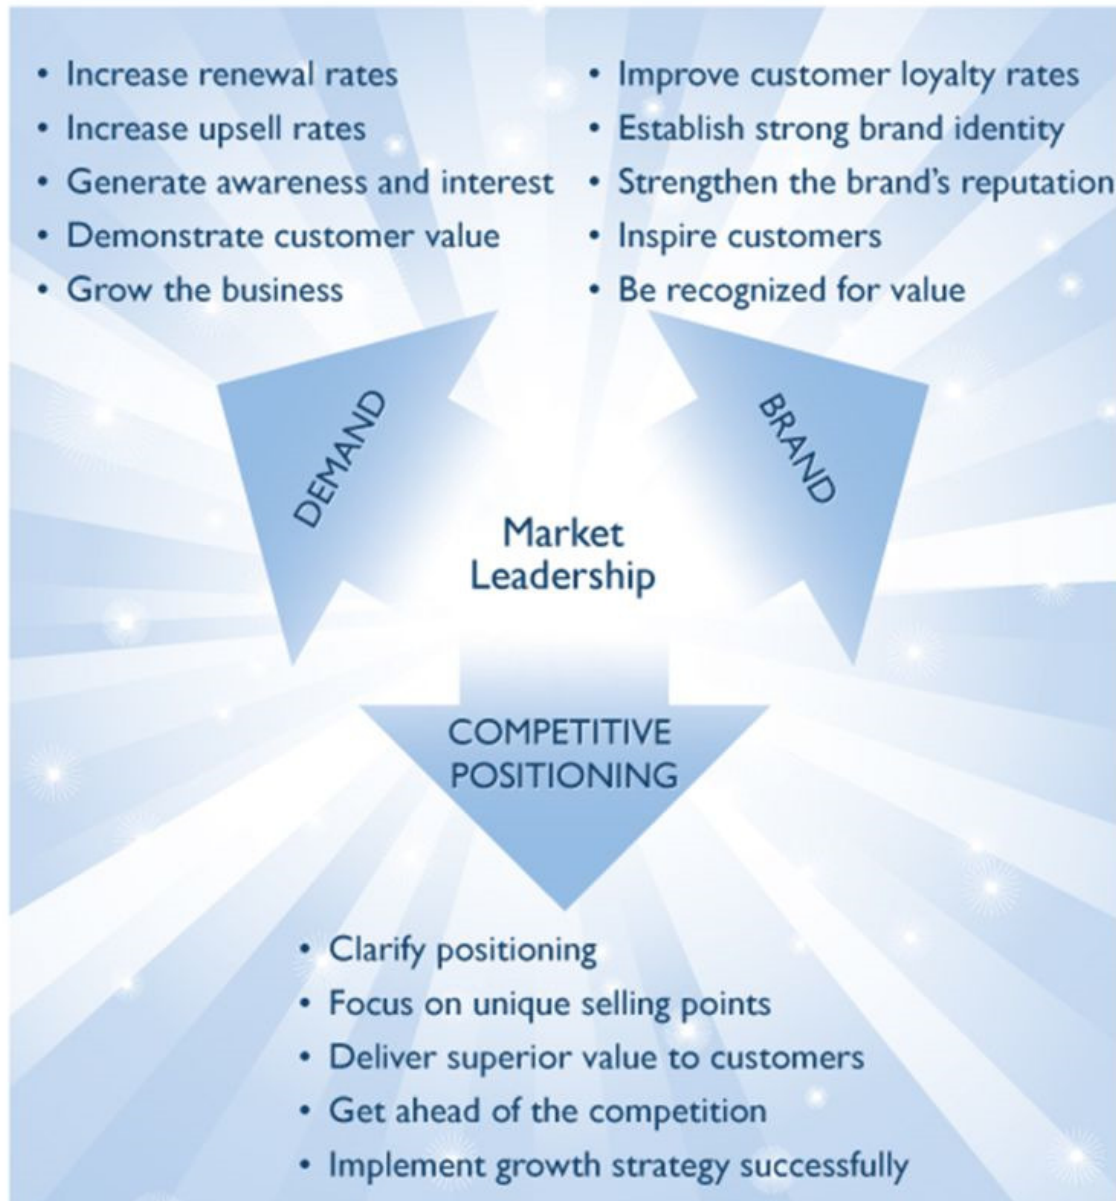 • Increase renewal rates
• Increase upsell rates
• Generate awareness and interest
• Demonstrate customer value
• Grow the business
• Improve customer loyalty rates
• Establish strong brand identity
• Strengthen the brand’s reputation
• Inspire customers
• Be recognized for value
DEMAND
BRAND
Market
Leadership
COMPETITIVE
POSITIONING
• Clarify positioning
• Focus on unique selling points
• Deliver superior value to customers
• Get ahead of the competition
• Implement growth strategy successfully